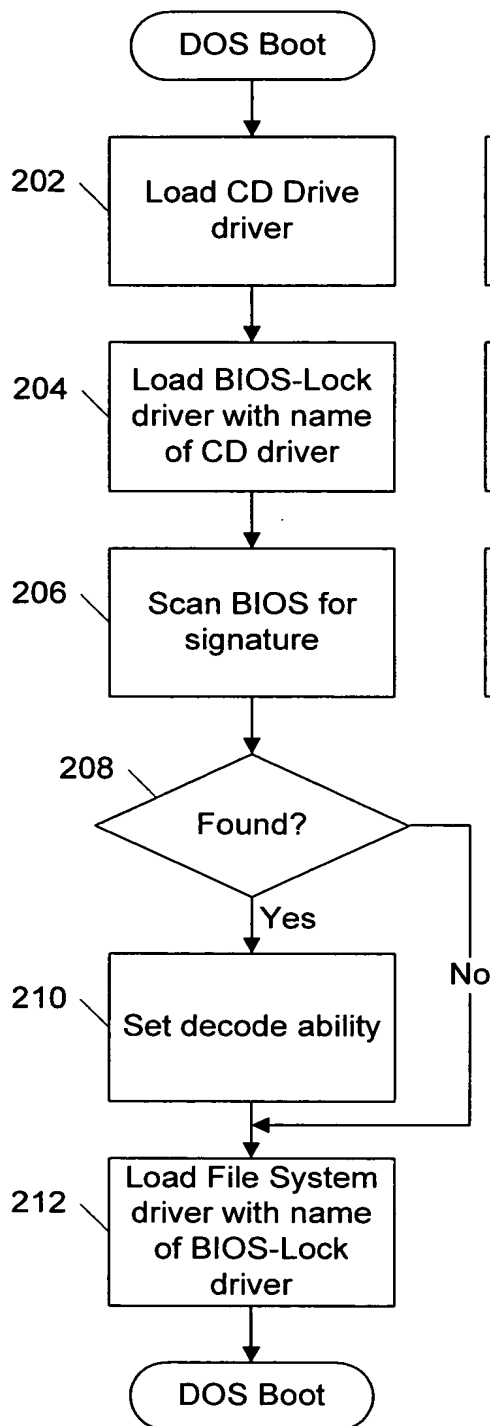 DOS Boot
202
Load CD Drive
driver
204
Load BIOS-Lock
driver with name
of CD driver
206
Scan BIOS for
signature
208
Found?
Yes
No
210
Set decode ability
212
Load File System
driver with name
of BIOS-Lock
driver
DOS Boot